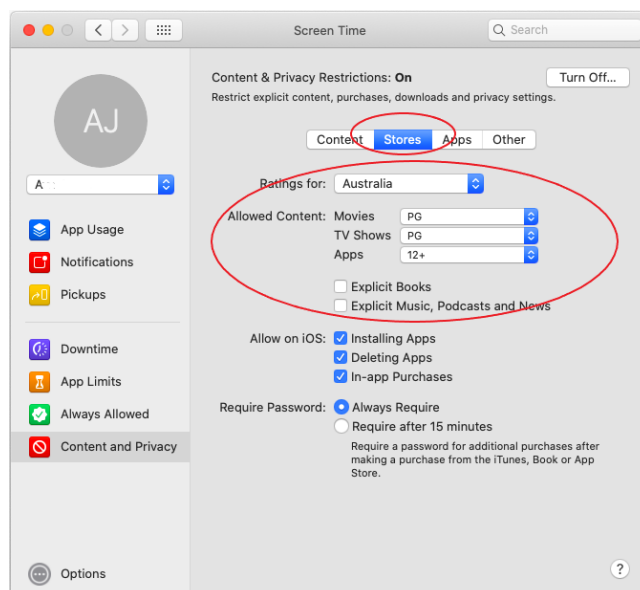 Screen Time
Search
AJ
A
App Usage
Notifications
Pickups
Downtime
App Limits
Always Allowed
Content and Privacy
Options
Content & Privacy Restrictions: On
Turn Off...
Restrict explicit content, purchases, downloads and privacy settings.
Content Stores Apps Other
Ratings for: Australia
Allowed Content: Movies PG
TV Shows PG
Apps 12+
Explicit Books
Explicit Music, Podcasts and News
Allow on iOS: Installing Apps
Deleting Apps
In-app Purchases
Require Password: Always Require
Require after 15 minutes
Require a password for additional purchases after
making a purchase from the iTunes, Book or App
Store.
?